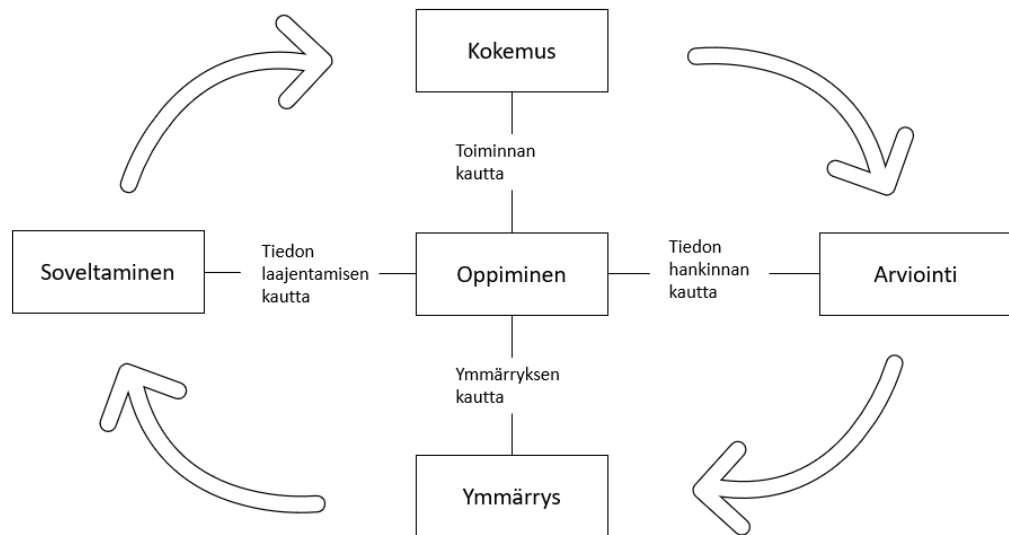 Kokemus
Toiminnan
kautta
Soveltaminen
Tiedon
laajentamisen
kautta
Oppiminen
Tiedon
hankinnan
kautta
Arviointi
Ymmärryksen
kautta
Ymmärrys